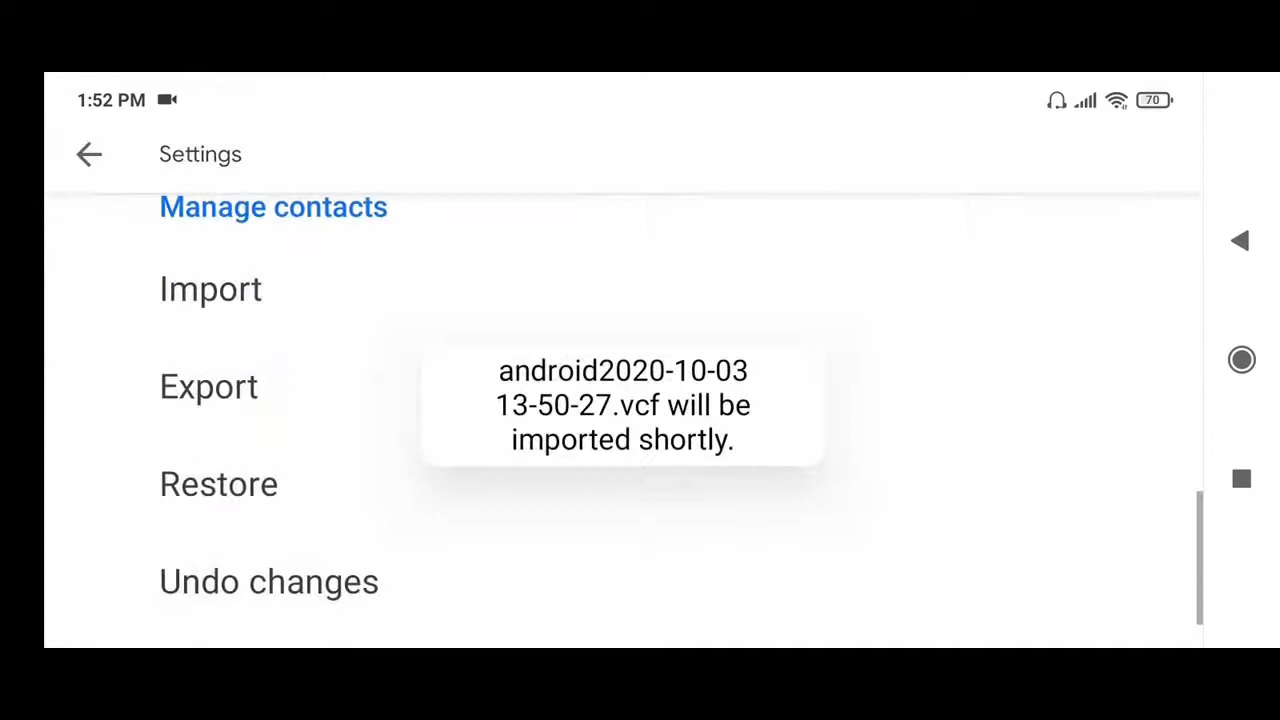 1:52 PM
70
Settings
Manage contacts
Import
Export
android2020-10-03
13-50-27.vcf will be
imported shortly.
Restore
Undo changes